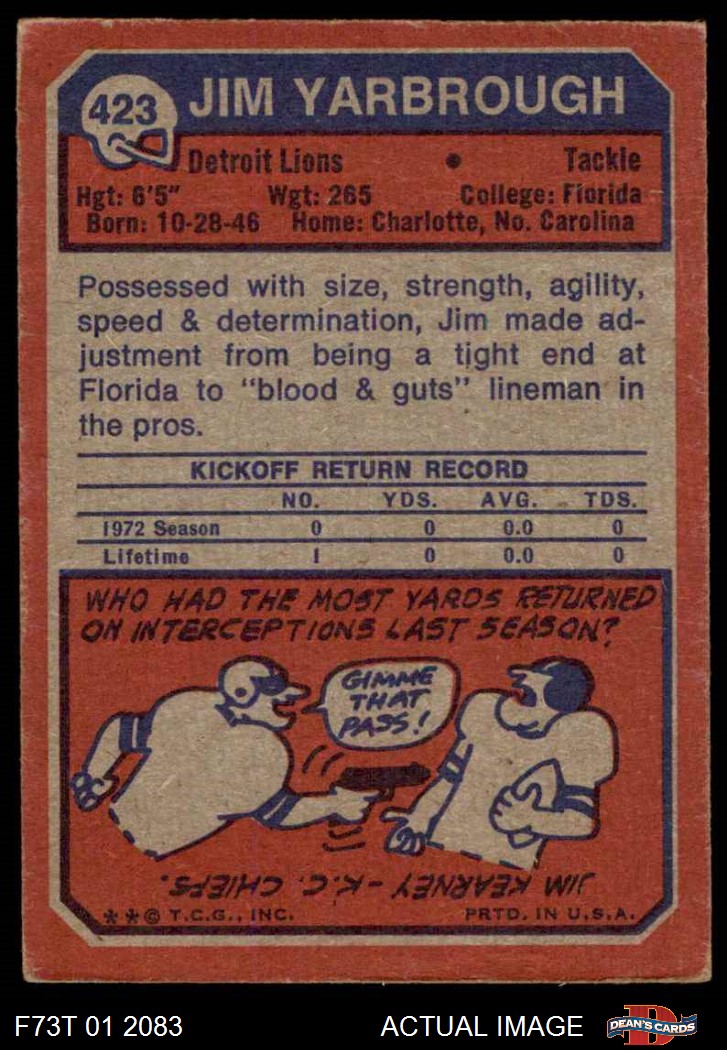 423
JIM YARBROUGH
Detroit Lions • Tackle
Hgt: 6'5" Wgt: 265 College: Florida
Born: 10-28-46 Home: Charlotte, No. Carolina
Possessed with size, strength, agility,
speed & determination, Jim made ad-
justment from being a tight end at
Florida to "blood & guts" lineman in
the pros.
KICKOFF RETURN RECORD
NO. YDS. AVG. TDS.
1972 Season 0 0 0.0 0
Lifetime 1 0 0.0 0
WHO HAD THE MOST YARDS RETURNED
ON INTERCEPTIONS LAST SEASON?
GIMME
THAT
PASS!
JIM KEARNEY - K.C. CHIEFS.
**© T.C.G., INC. PRTD. IN U.S.A.
F73T 01 2083 ACTUAL IMAGE
D
DEAN'S CARDS